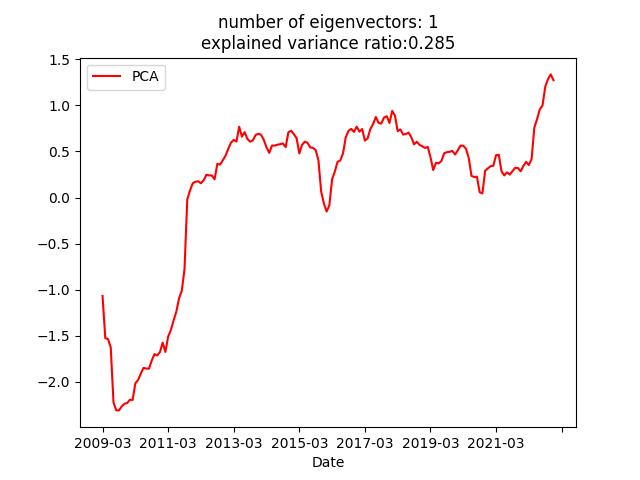 number of eigenvectors: 1
explained variance ratio:0.285
PCA
1.5
1.0
0.5
0.0
−0.5
−1.0
−1.5
−2.0
2009-03 2011-03 2013-03 2015-03 2017-03 2019-03 2021-03
Date